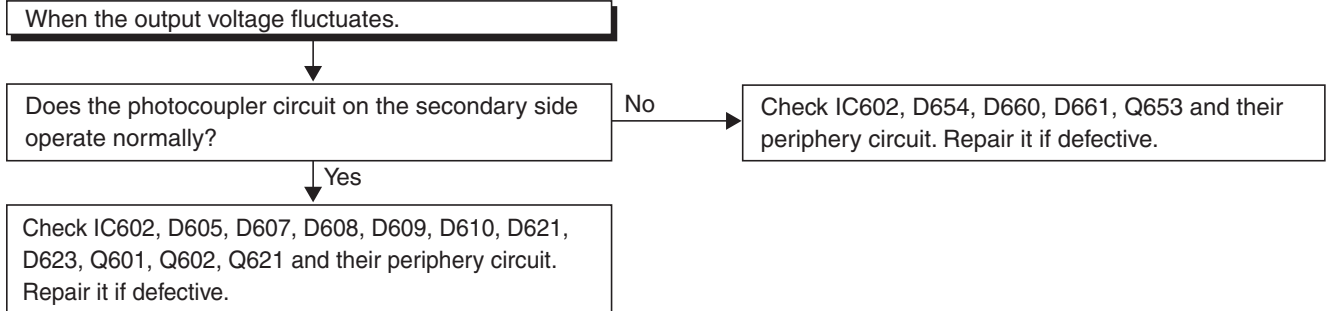 When the output voltage fluctuates.
Does the photocoupler circuit on the secondary side
operate normally?
No
Check IC602, D654, D660, D661, Q653 and their
periphery circuit. Repair it if defective.
Yes
Check IC602, D605, D607, D608, D609, D610, D621,
D623, Q601, Q602, Q621 and their periphery circuit.
Repair it if defective.